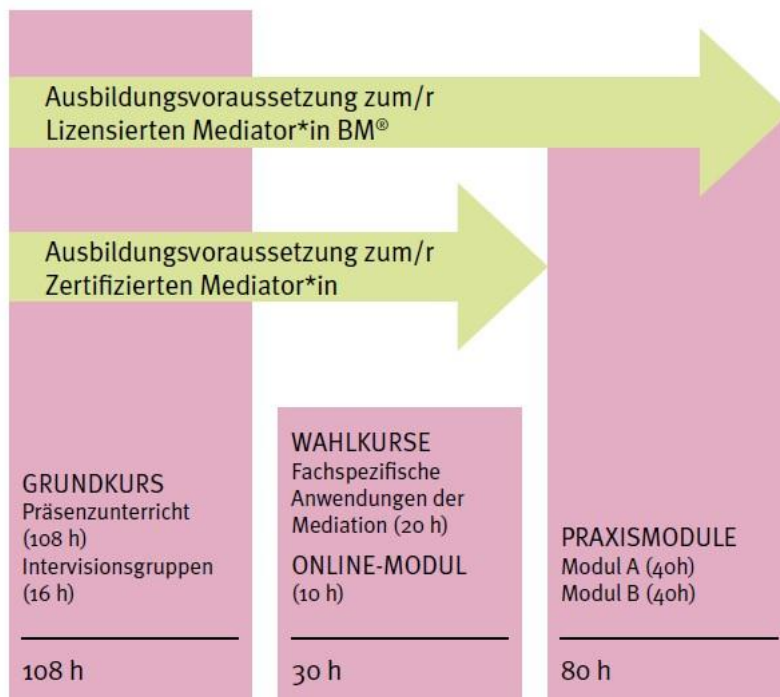 Ausbildungsvoraussetzung zum/r
Lizensierten Mediator*in BM®
Ausbildungsvoraussetzung zum/r
Zertifizierten Mediator*in
GRUNDKURS
Präsenzunterricht
(108 h)
Intervisionsgruppen
(16 h)
108 h
WAHLKURSE
Fachspezifische
Anwendungen der
Mediation (20 h)
ONLINE-MODUL
(10 h)
30 h
PRAXISMODULE
Modul A (40h)
Modul B (40h)
80 h